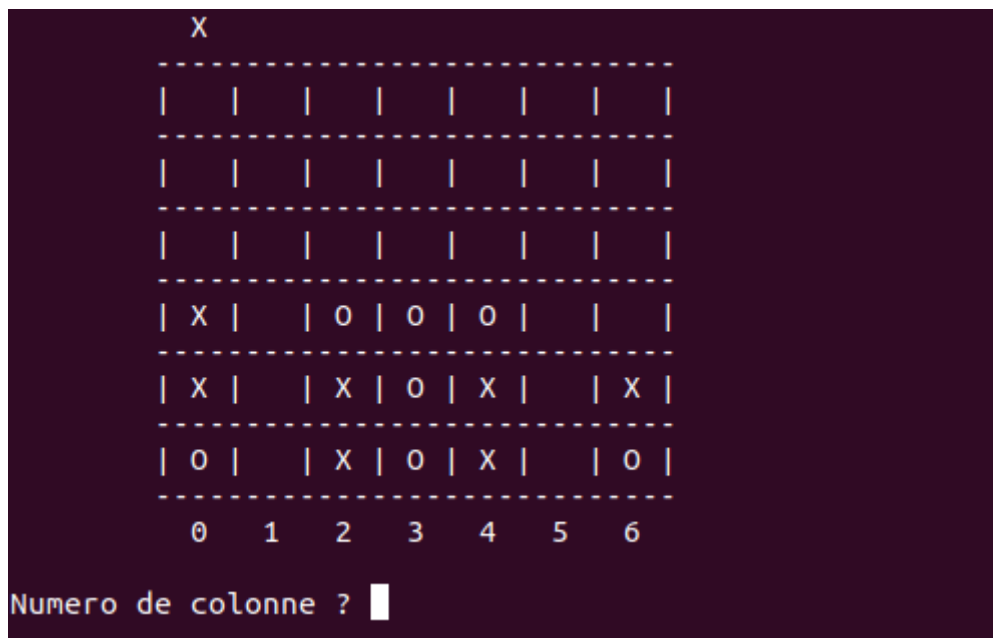 X
-----------------------------
|   |   |   |   |   |   |   |
-----------------------------
|   |   |   |   |   |   |   |
-----------------------------
|   |   |   |   |   |   |   |
-----------------------------
| X |   | O | O | O |   |   |
-----------------------------
| X |   | X | O | X |   | X |
-----------------------------
| O |   | X | O | X |   | O |
-----------------------------
0   1   2   3   4   5   6
Numero de colonne ?